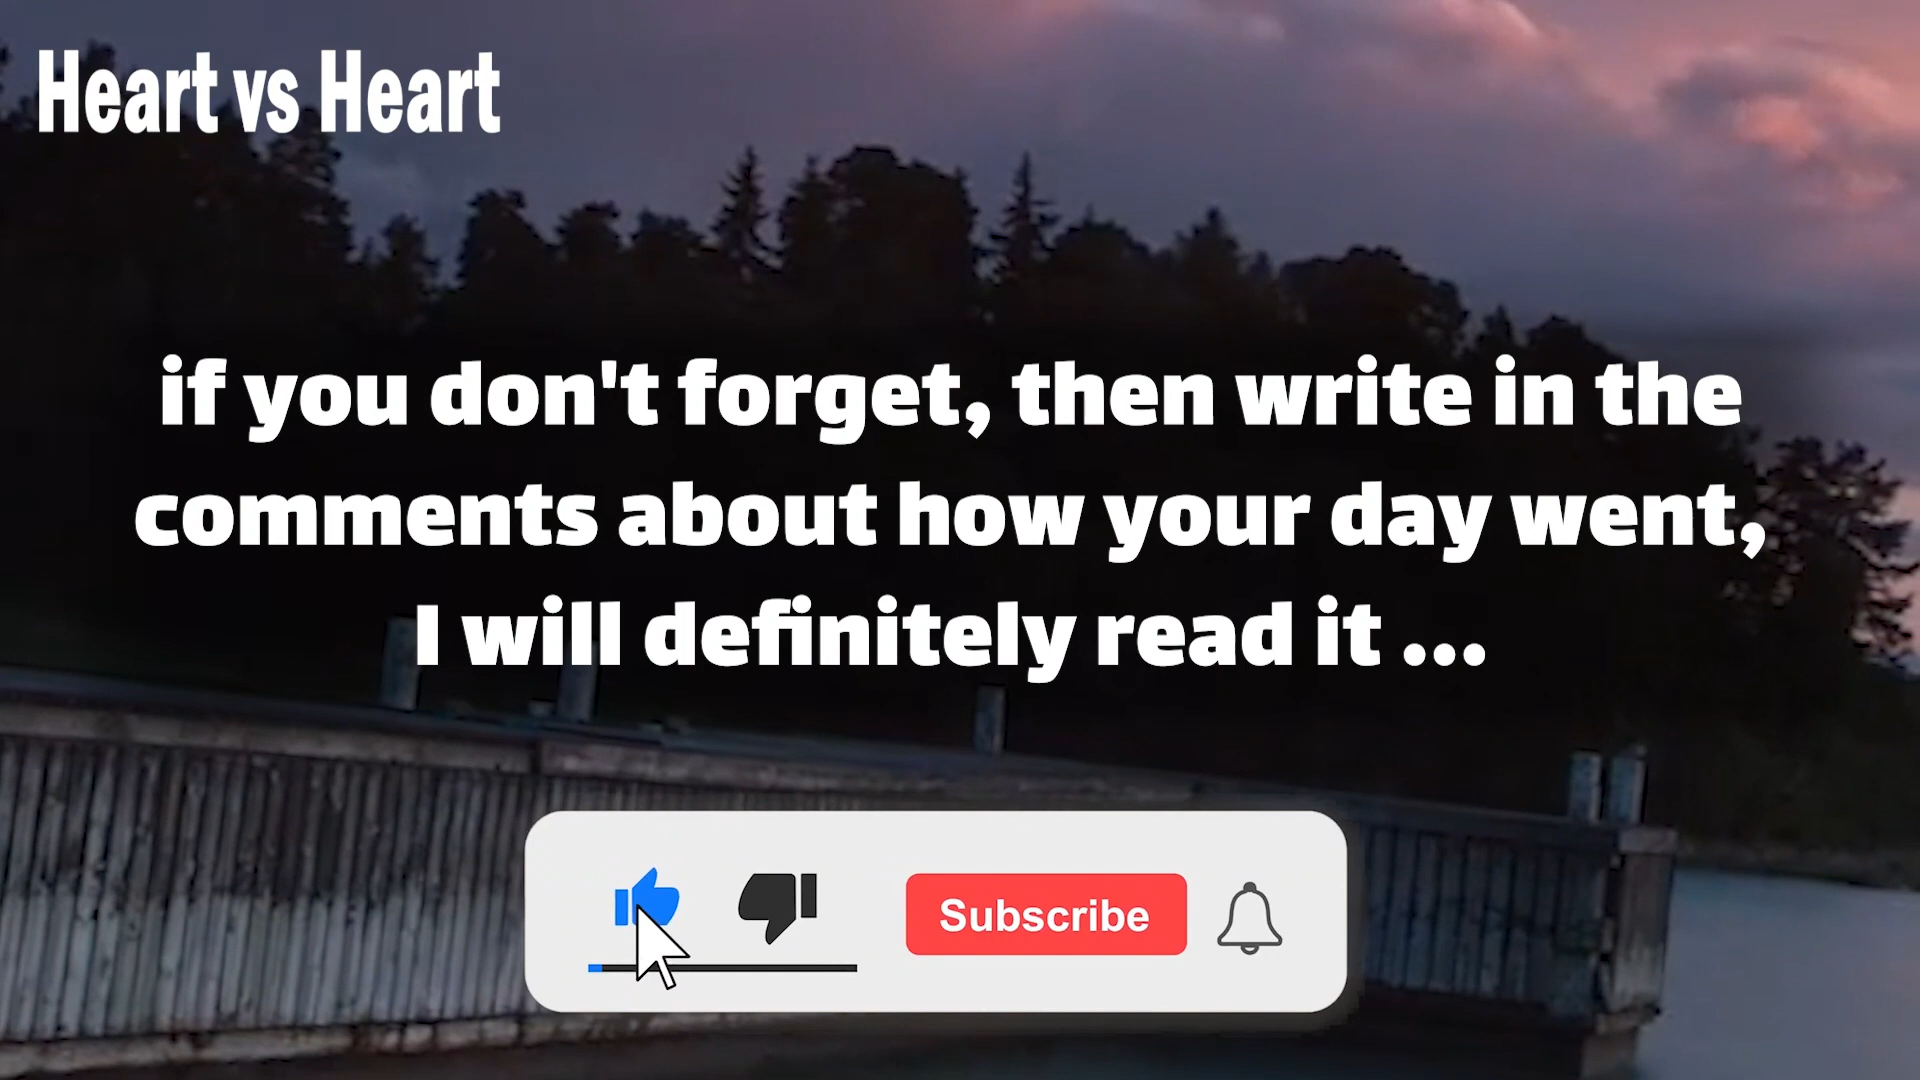 Heart vs Heart
if you don't forget, then write in the
comments about how your day went,
I will definitely read it ...
Subscribe